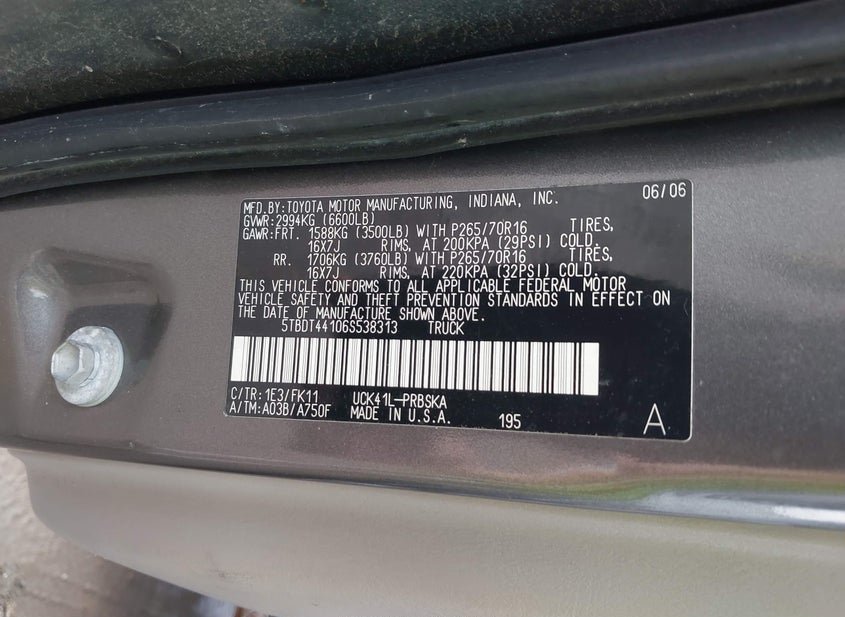 06/06
MFD.BY:TOYOTA MOTOR MANUFACTURING, INDIANA, INC.
GVWR:2994KG (6600LB)
GAWR:FRT. 1588KG (3500LB) WITH P265/70R16 TIRES,
16X7J RIMS, AT 200KPA (29PSI) COLD.
RR. 1706KG (3760LB) WITH P265/70R16 TIRES,
16X7J RIMS, AT 220KPA (32PSI) COLD.
THIS VEHICLE CONFORMS TO ALL APPLICABLE FEDERAL MOTOR
VEHICLE SAFETY AND THEFT PREVENTION STANDARDS IN EFFECT ON
THE DATE OF MANUFACTURE SHOWN ABOVE.
5TBDT44106S538313 TRUCK
C/TR: 1E3/FK11 UCK41L-PRBSKA
A/TM: A03B/A750F MADE IN U.S.A. 195 A